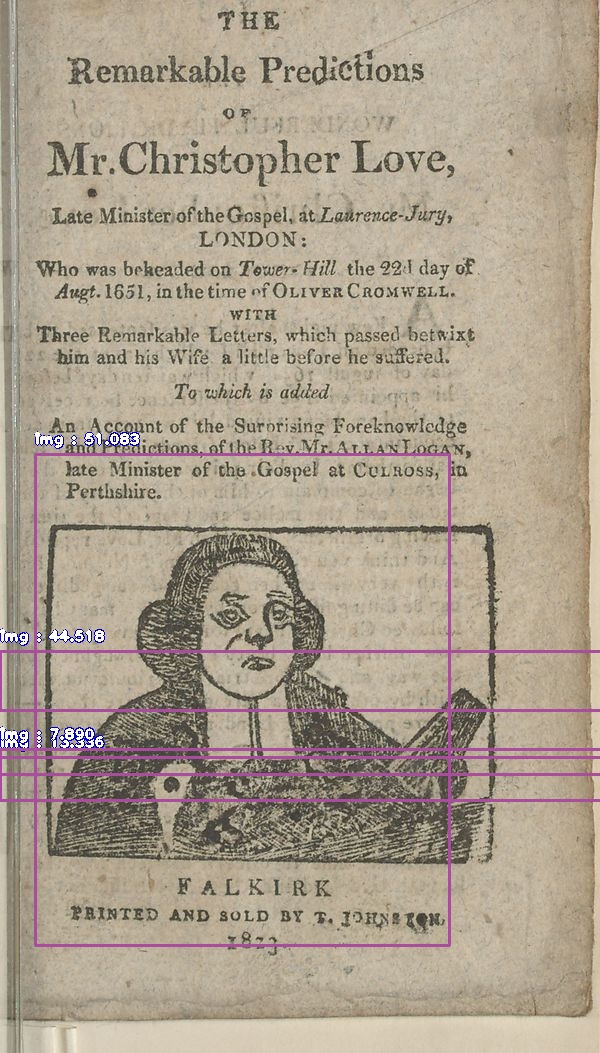 THE
Remarkable Predictions
OF
Mr. Christopher Love,
Late Minister of the Gospel, at Laurence-Jury,
LONDON:
Who was beheaded on Tower-Hill the 22d day of
Augt. 1651, in the time of OLIVER CROMWELL.
WITH
Three Remarkable Letters, which passed betwixt
him and his Wife a little before he suffered.
To which is added
An Account of the Surprising Foreknowledge
Img : 51.083
and Predictions, of the Rev. Mr. ALLAN LOGAN,
late Minister of the Gospel at CULROSS, in
Perthshire.
Img : 44.518
Img : 7.890
Img :
FALKIRK
PRINTED AND SOLD BY T. JOHNSTON,
1823